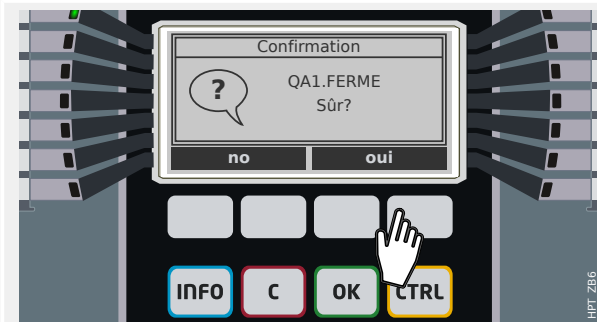 Confirmation
?
QA1.FERME
Sûr?
no oui
INFO C OK CTRL
HPT_ZB6